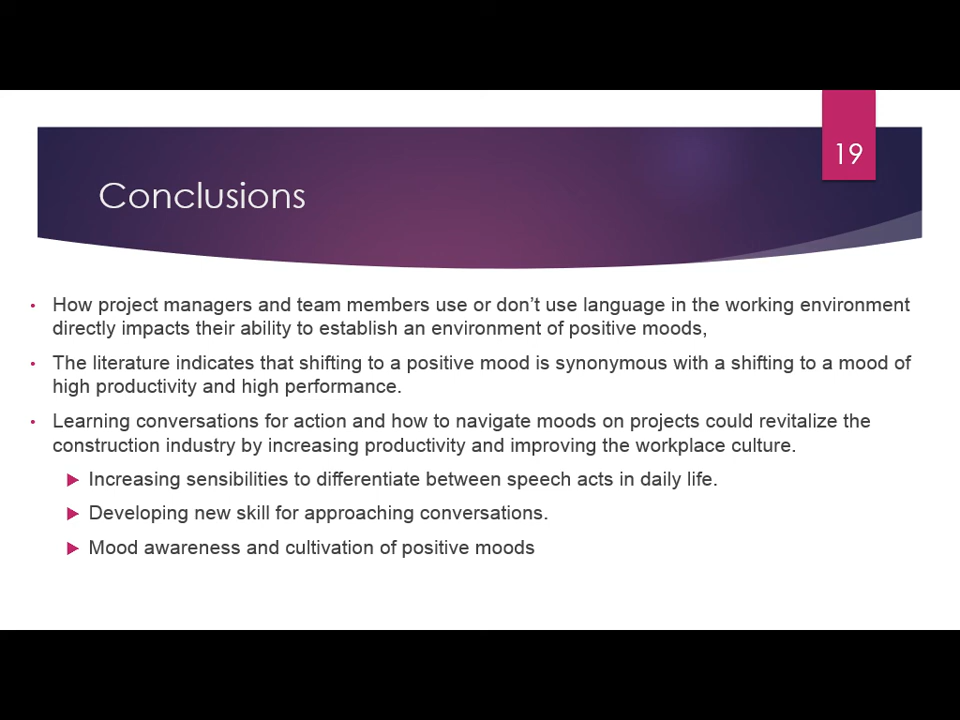 19
Conclusions
• How project managers and team members use or don’t use language in the working environment
directly impacts their ability to establish an environment of positive moods,
• The literature indicates that shifting to a positive mood is synonymous with a shifting to a mood of
high productivity and high performance.
• Learning conversations for action and how to navigate moods on projects could revitalize the
construction industry by increasing productivity and improving the workplace culture.
Increasing sensibilities to differentiate between speech acts in daily life.
Developing new skill for approaching conversations.
Mood awareness and cultivation of positive moods